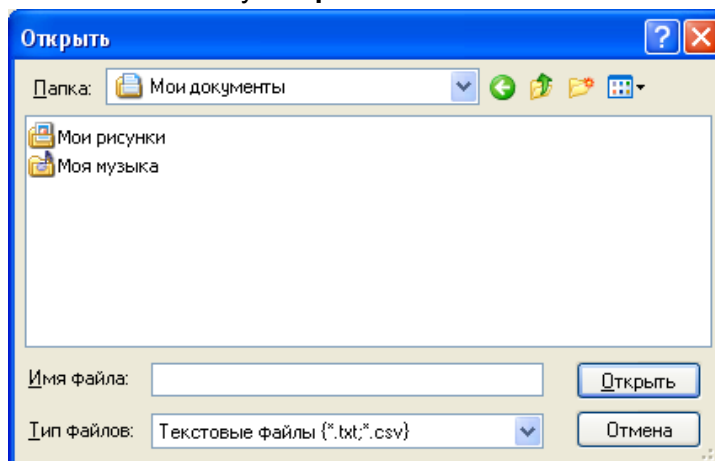 Открыть
Папка: Мои документы
Мои рисунки
Моя музыка
Имя файла: Открыть
Тип файлов: Текстовые файлы {*.txt;*.csv} Отмена